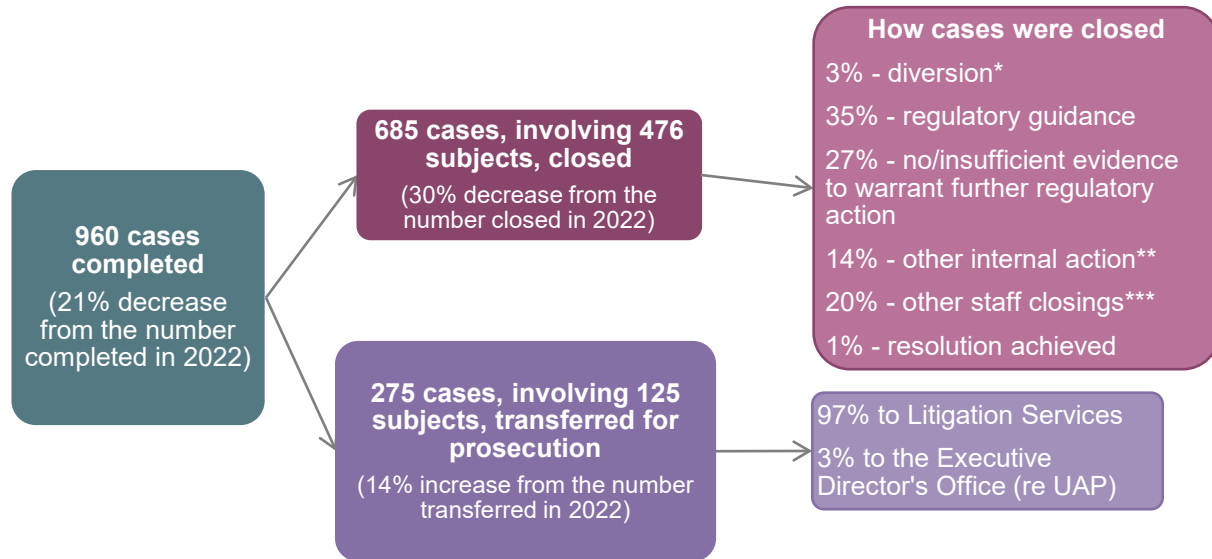 960 cases
completed
(21% decrease
from the number
completed in 2022)
685 cases, involving 476
subjects, closed
(30% decrease from the
number closed in 2022)
How cases were closed
3% - diversion*
35% - regulatory guidance
27% - no/insufficient evidence
to warrant further regulatory
action
14% - other internal action**
20% - other staff closings***
1% - resolution achieved
275 cases, involving 125
subjects, transferred for
prosecution
(14% increase from the number
transferred in 2022)
97% to Litigation Services
3% to the Executive
Director's Office (re UAP)